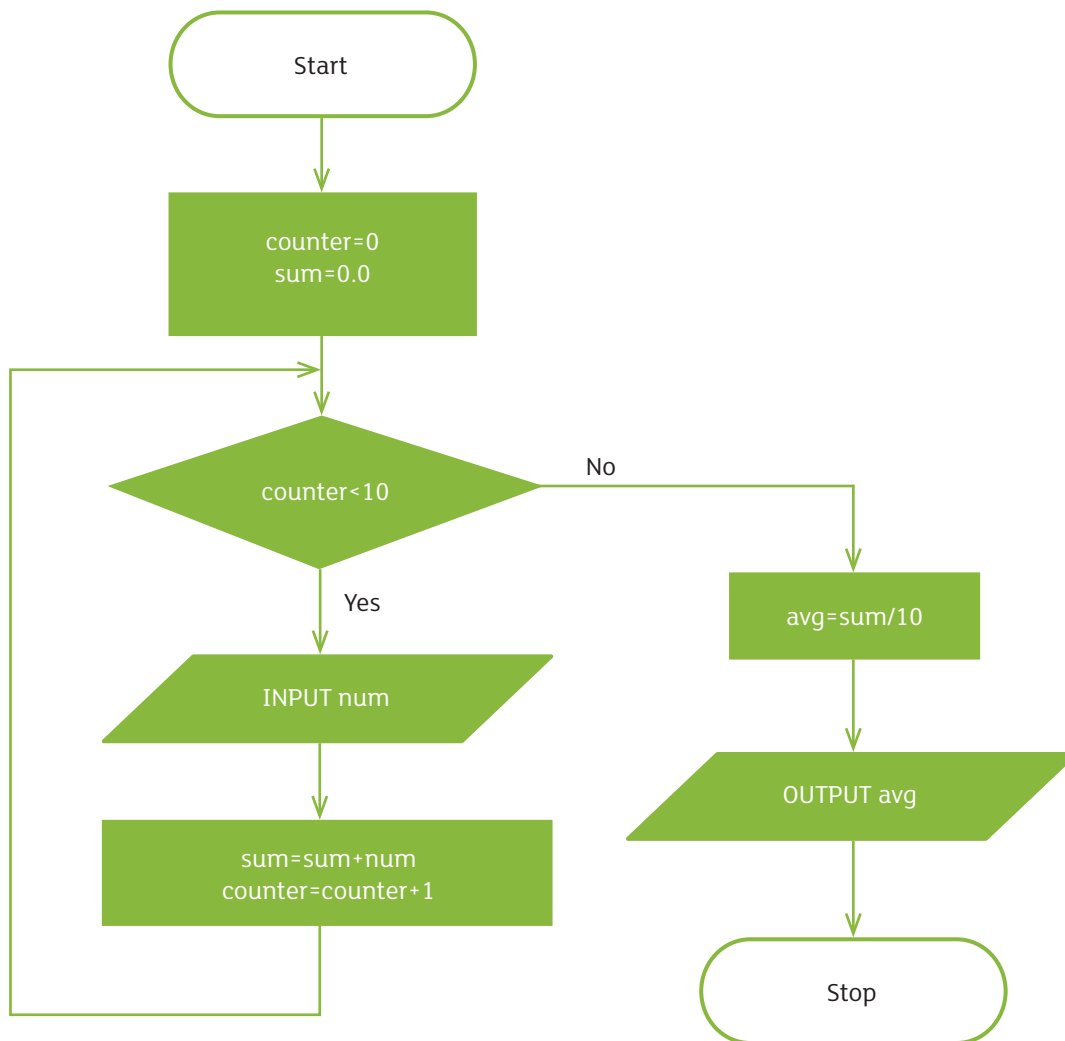 Start
counter=0
sum=0.0
counter<10
No
Yes
INPUT num
sum=sum+num
counter=counter+1
avg=sum/10
OUTPUT avg
Stop